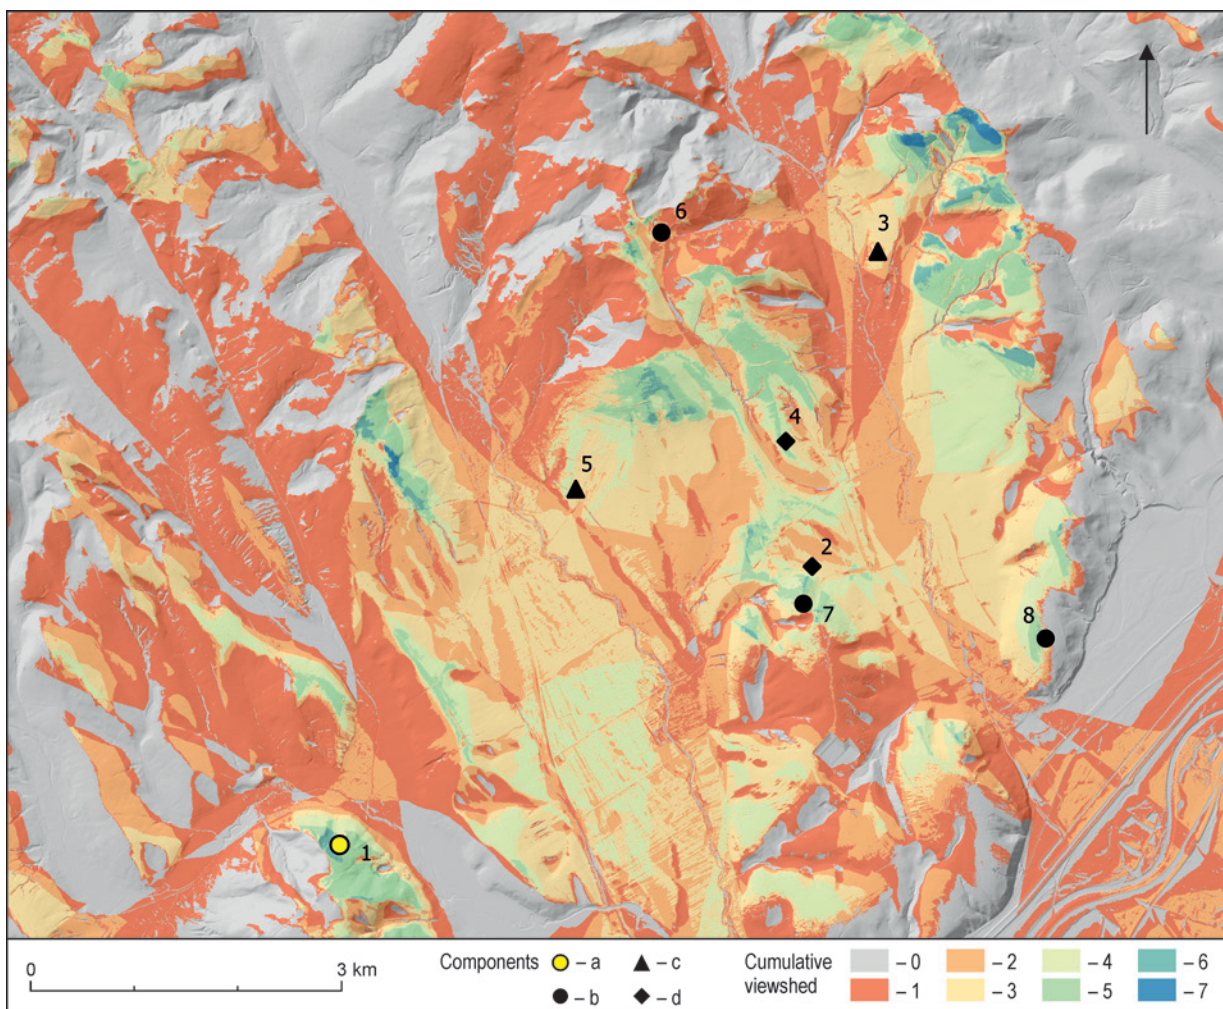 6
3
4
5
2
7
8
1
0 3 km
Components – a – c
– b – d
Cumulative viewshed
– 0 – 2 – 4 – 6
– 1 – 3 – 5 – 7